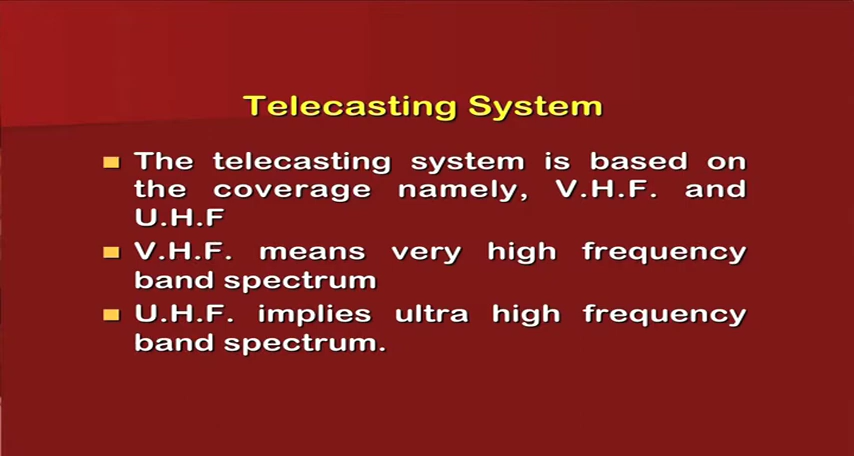 Telecasting System
The telecasting system is based on
the coverage namely, V.H.F. and
U.H.F
V.H.F. means very high frequency
band spectrum
U.H.F. implies ultra high frequency
band spectrum.